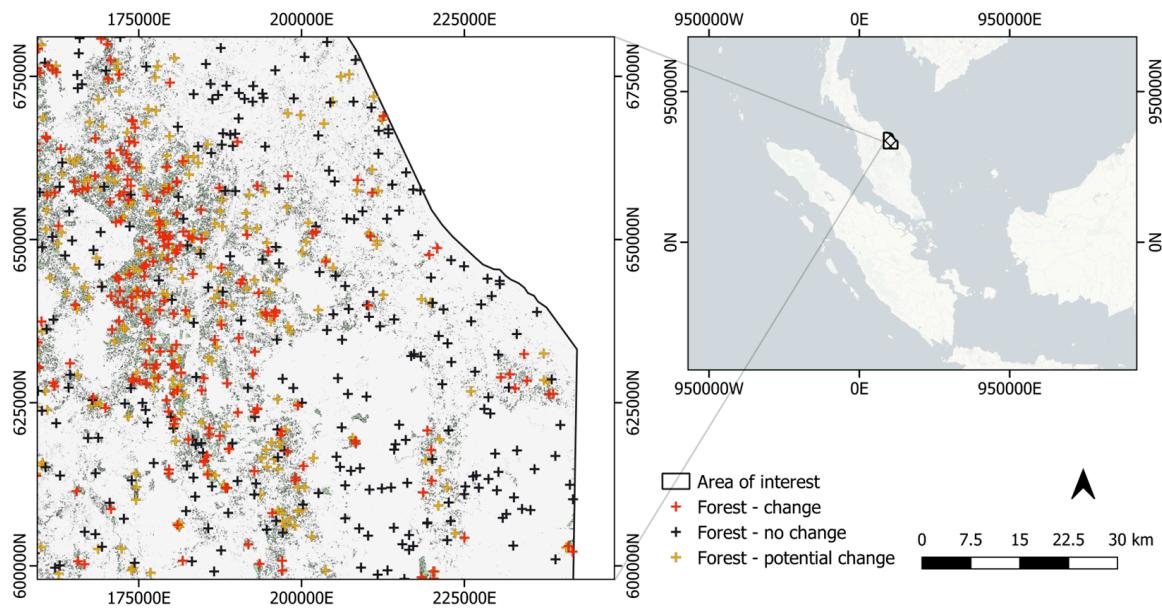 175000E 200000E 225000E
950000W 0E 950000E
675000N 675000N
950000N 950000N
650000N 650000N
0N 0N
625000N 625000N
600000N 600000N
175000E 200000E 225000E
950000W 0E 950000E
Area of interest
Forest - change
Forest - no change
Forest - potential change
0 7.5 15 22.5 30 km